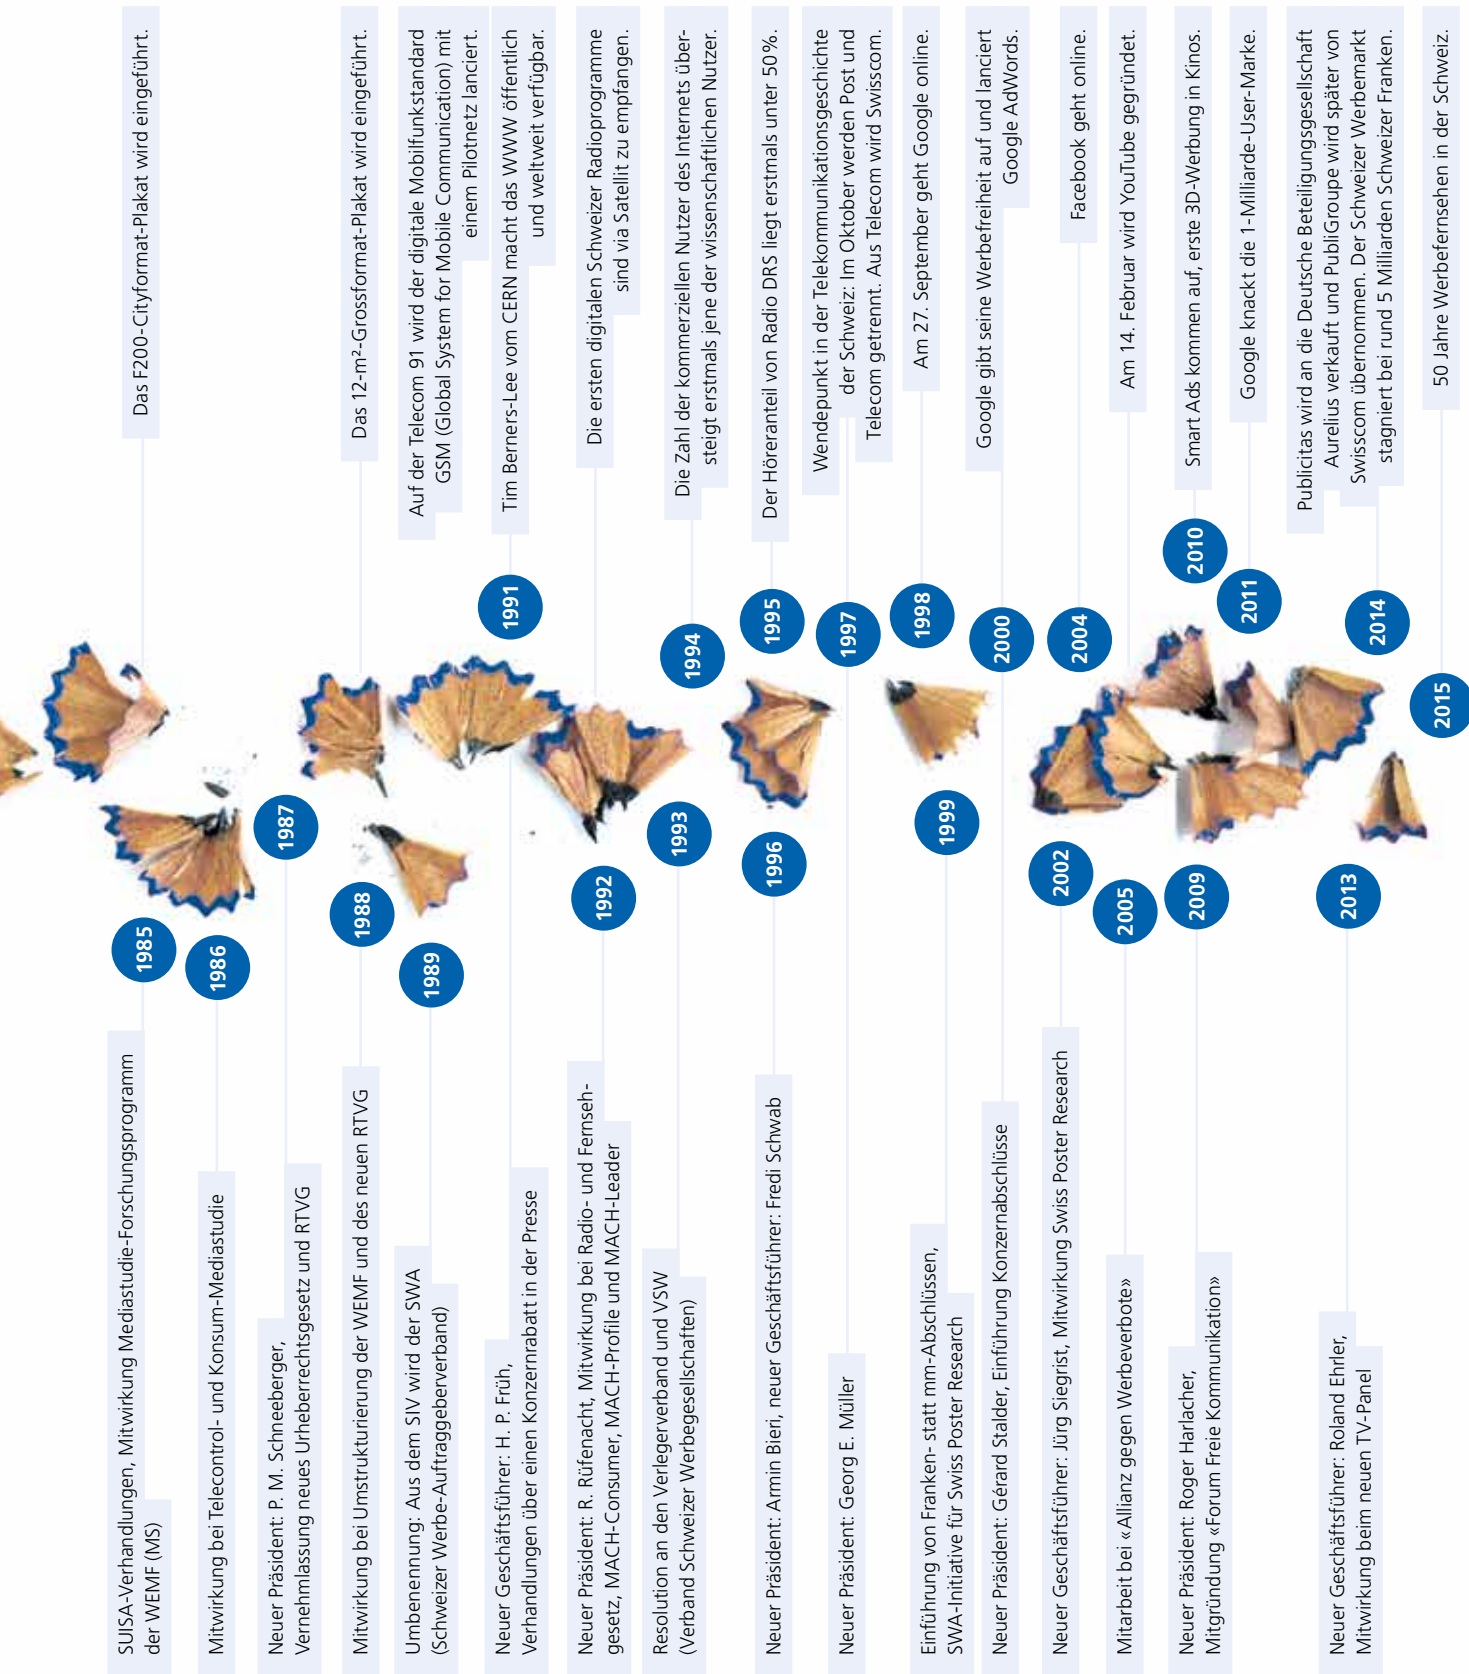 Das F200-Cityformat-Plakat wird eingeführt.
Das 12-m²-Grossformat-Plakat wird eingeführt.
Auf der Telecom 91 wird der digitale Mobilfunkstandard
GSM (Global System for Mobile Communication) mit
einem Pilotnetz lanciert.
Tim Berners-Lee vom CERN macht das WWW öffentlich
und weltweit verfügbar.
Die ersten digitalen Schweizer Radioprogramme
sind via Satellit zu empfangen.
Die Zahl der kommerziellen Nutzer des Internets über-
steigt erstmals jene der wissenschaftlichen Nutzer.
Der Höreranteil von Radio DRS liegt erstmals unter 50 %.
Wendepunkt in der Telekommunikationsgeschichte
der Schweiz: Im Oktober werden Post und
Telecom getrennt. Aus Telecom wird Swisscom.
Am 27. September geht Google online.
Google gibt seine Werbefreiheit auf und lanciert
Google AdWords.
Facebook geht online.
Am 14. Februar wird YouTube gegründet.
Smart Ads kommen auf, erste 3D-Werbung in Kinos.
Google knackt die 1-Milliarde-User-Marke.
Publicitas wird an die Deutsche Beteiligungsgesellschaft
Aurelius verkauft und PubliGroupe wird später von
Swisscom übernommen. Der Schweizer Werbemarkt
stagniert bei rund 5 Milliarden Schweizer Franken.
50 Jahre Werbefernsehen in der Schweiz.
1985
1986
1987
1988
1989
1991
1992
1993
1994
1995
1996
1997
1998
1999
2000
2002
2004
2005
2009
2010
2011
2013
2014
2015
SUISA-Verhandlungen, Mitwirkung Mediastudie-Forschungsprogramm
der WEMF (MS)
Mitwirkung bei Telecontrol- und Konsum-Mediastudie
Neuer Präsident: P. M. Schneeberger,
Vernehmlassung neues Urheberrechtsgesetz und RTVG
Mitwirkung bei Umstrukturierung der WEMF und des neuen RTVG
Umbenennung: Aus dem SIV wird der SWA
(Schweizer Werbe-Auftraggeberverband)
Neuer Geschäftsführer: H. P. Früh,
Verhandlungen über einen Konzernrabatt in der Presse
Neuer Präsident: R. Rüfenacht, Mitwirkung bei Radio- und Fernseh-
gesetz, MACH-Consumer, MACH-Profile und MACH-Leader
Resolution an den Verlegerverband und VSW
(Verband Schweizer Werbegesellschaften)
Neuer Präsident: Armin Bieri, neuer Geschäftsführer: Fredi Schwab
Neuer Präsident: Georg E. Müller
Einführung von Franken- statt mm-Abschlüssen,
SWA-Initiative für Swiss Poster Research
Neuer Präsident: Gérard Stalder, Einführung Konzernabschlüsse
Neuer Geschäftsführer: Jürg Siegrist, Mitwirkung Swiss Poster Research
Mitarbeit bei «Allianz gegen Werbeverbote»
Neuer Präsident: Roger Harlacher,
Mitgründung «Forum Freie Kommunikation»
Neuer Geschäftsführer: Roland Ehrler,
Mitwirkung beim neuen TV-Panel